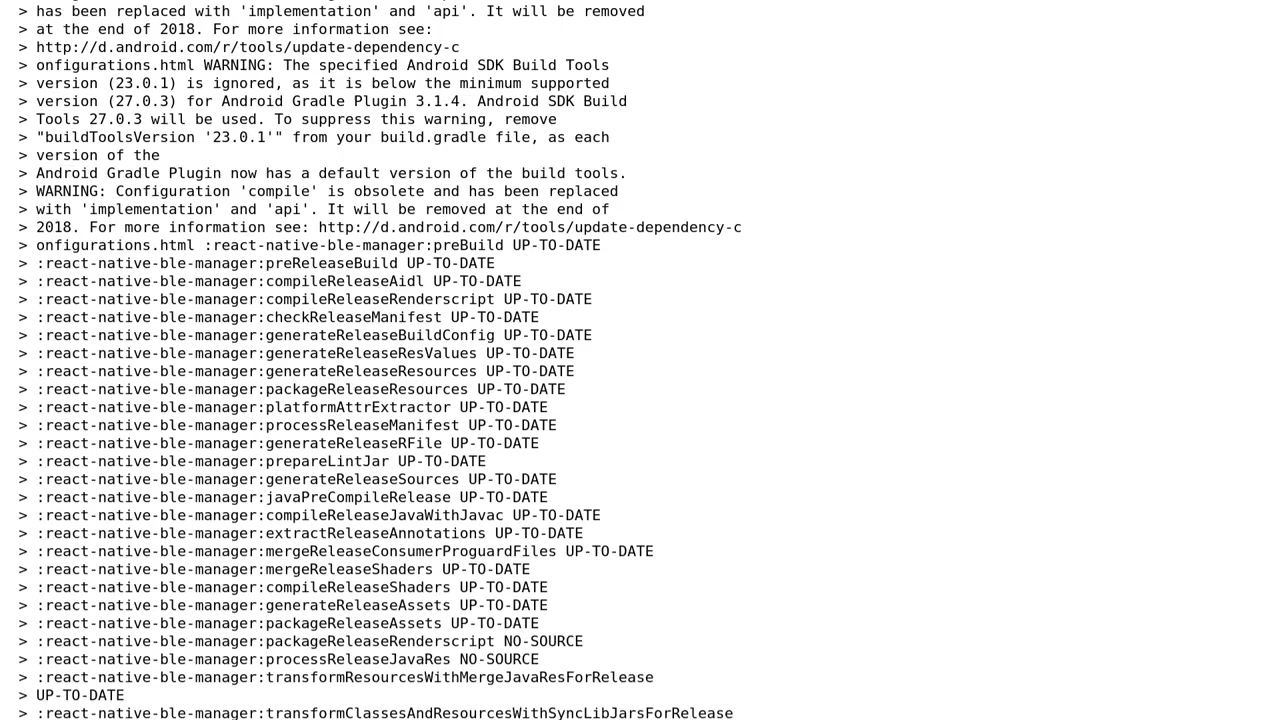 > has been replaced with 'implementation' and 'api'. It will be removed
> at the end of 2018. For more information see:
> http://d.android.com/r/tools/update-dependency-c
> onfigurations.html WARNING: The specified Android SDK Build Tools
> version (23.0.1) is ignored, as it is below the minimum supported
> version (27.0.3) for Android Gradle Plugin 3.1.4. Android SDK Build
> Tools 27.0.3 will be used. To suppress this warning, remove
> "buildToolsVersion '23.0.1'" from your build.gradle file, as each
> version of the
> Android Gradle Plugin now has a default version of the build tools.
> WARNING: Configuration 'compile' is obsolete and has been replaced
> with 'implementation' and 'api'. It will be removed at the end of
> 2018. For more information see: http://d.android.com/r/tools/update-dependency-c
> onfigurations.html :react-native-ble-manager:preBuild UP-TO-DATE
> :react-native-ble-manager:preReleaseBuild UP-TO-DATE
> :react-native-ble-manager:compileReleaseAidl UP-TO-DATE
> :react-native-ble-manager:compileReleaseRenderscript UP-TO-DATE
> :react-native-ble-manager:checkReleaseManifest UP-TO-DATE
> :react-native-ble-manager:generateReleaseBuildConfig UP-TO-DATE
> :react-native-ble-manager:generateReleaseResValues UP-TO-DATE
> :react-native-ble-manager:generateReleaseResources UP-TO-DATE
> :react-native-ble-manager:packageReleaseResources UP-TO-DATE
> :react-native-ble-manager:platformAttrExtractor UP-TO-DATE
> :react-native-ble-manager:processReleaseManifest UP-TO-DATE
> :react-native-ble-manager:generateReleaseRFile UP-TO-DATE
> :react-native-ble-manager:prepareLintJar UP-TO-DATE
> :react-native-ble-manager:generateReleaseSources UP-TO-DATE
> :react-native-ble-manager:javaPreCompileRelease UP-TO-DATE
> :react-native-ble-manager:compileReleaseJavaWithJavac UP-TO-DATE
> :react-native-ble-manager:extractReleaseAnnotations UP-TO-DATE
> :react-native-ble-manager:mergeReleaseConsumerProguardFiles UP-TO-DATE
> :react-native-ble-manager:mergeReleaseShaders UP-TO-DATE
> :react-native-ble-manager:compileReleaseShaders UP-TO-DATE
> :react-native-ble-manager:generateReleaseAssets UP-TO-DATE
> :react-native-ble-manager:packageReleaseAssets UP-TO-DATE
> :react-native-ble-manager:packageReleaseRenderscript NO-SOURCE
> :react-native-ble-manager:processReleaseJavaRes NO-SOURCE
> :react-native-ble-manager:transformResourcesWithMergeJavaResForRelease
> UP-TO-DATE
> :react-native-ble-manager:transformClassesAndResourcesWithSyncLibJarsForRelease